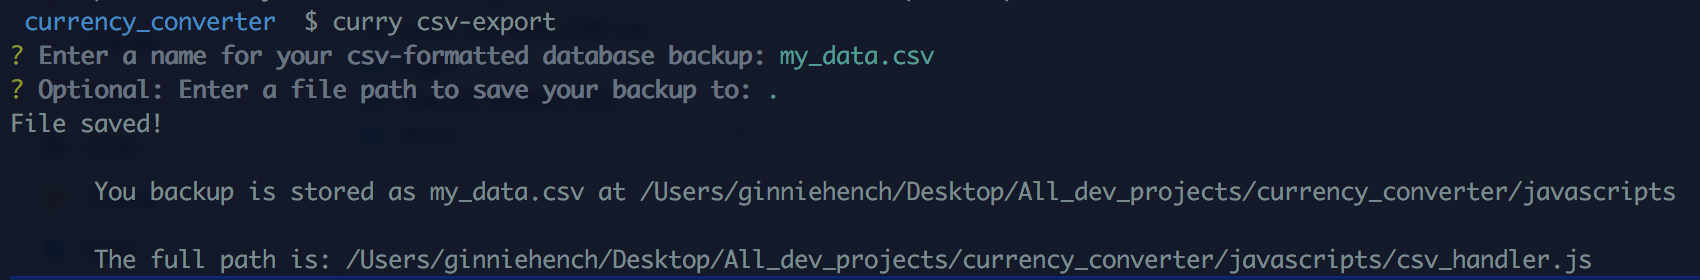 currency_converter $ curry csv-export
? Enter a name for your csv-formatted database backup: my_data.csv
? Optional: Enter a file path to save your backup to: .
File saved!
You backup is stored as my_data.csv at /Users/ginniehench/Desktop/All_dev_projects/currency_converter/javascripts
The full path is: /Users/ginniehench/Desktop/All_dev_projects/currency_converter/javascripts/csv_handler.js